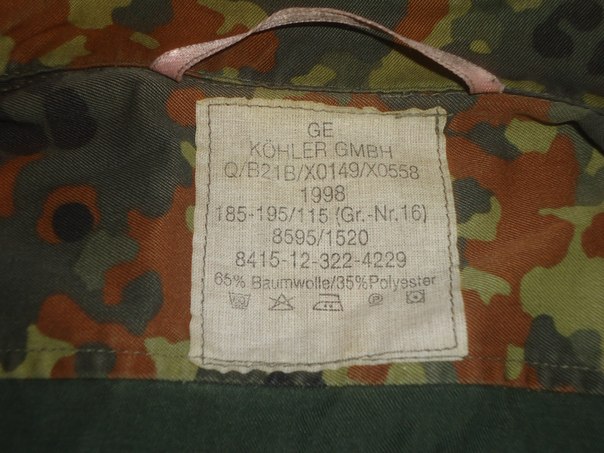 GE
KÖHLER GMBH
Q/B21B/X0149/X0558
1998
185-195/115 (Gr.-Nr.16)
8595/1520
8415-12-322-4229
65% Baumwolle/35%Polyester